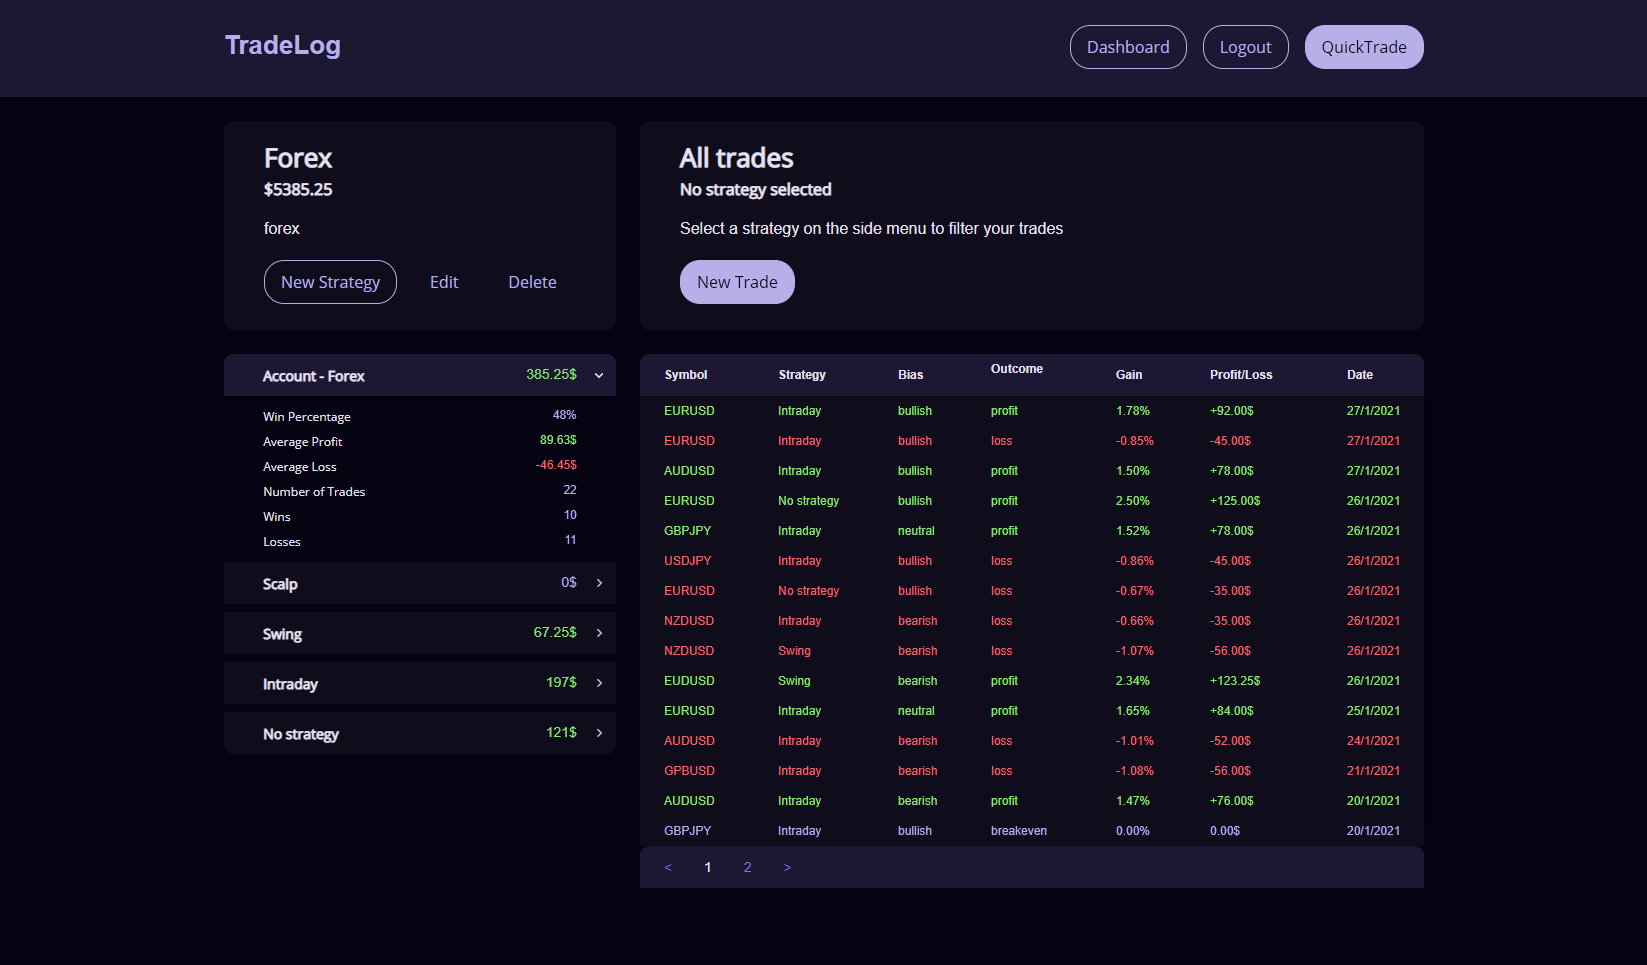 TradeLog
Dashboard Logout QuickTrade
Forex
$5385.25
forex
New Strategy Edit Delete
All trades
No strategy selected
Select a strategy on the side menu to filter your trades
New Trade
Account - Forex 385.25$
Win Percentage 48%
Average Profit 89.63$
Average Loss -46.45$
Number of Trades 22
Wins 10
Losses 11
Scalp 0$ >
Swing 67.25$ >
Intraday 197$ >
No strategy 121$ >
Symbol Strategy Bias Outcome Gain Profit/Loss Date
EURUSD Intraday bullish profit 1.78% +92.00$ 27/1/2021
EURUSD Intraday bullish loss -0.85% -45.00$ 27/1/2021
AUDUSD Intraday bullish profit 1.50% +78.00$ 27/1/2021
EURUSD No strategy bullish profit 2.50% +125.00$ 26/1/2021
GBPJPY Intraday neutral profit 1.52% +78.00$ 26/1/2021
USDJPY Intraday bullish loss -0.86% -45.00$ 26/1/2021
EURUSD No strategy bullish loss -0.67% -35.00$ 26/1/2021
NZDUSD Intraday bearish loss -0.66% -35.00$ 26/1/2021
NZDUSD Swing bearish loss -1.07% -56.00$ 26/1/2021
EUDUSD Swing bearish profit 2.34% +123.25$ 26/1/2021
EURUSD Intraday neutral profit 1.65% +84.00$ 25/1/2021
AUDUSD Intraday bearish loss -1.01% -52.00$ 24/1/2021
GPBUSD Intraday bearish loss -1.08% -56.00$ 21/1/2021
AUDUSD Intraday bearish profit 1.47% +76.00$ 20/1/2021
GBPJPY Intraday bullish breakeven 0.00% 0.00$ 20/1/2021
< 1 2 >